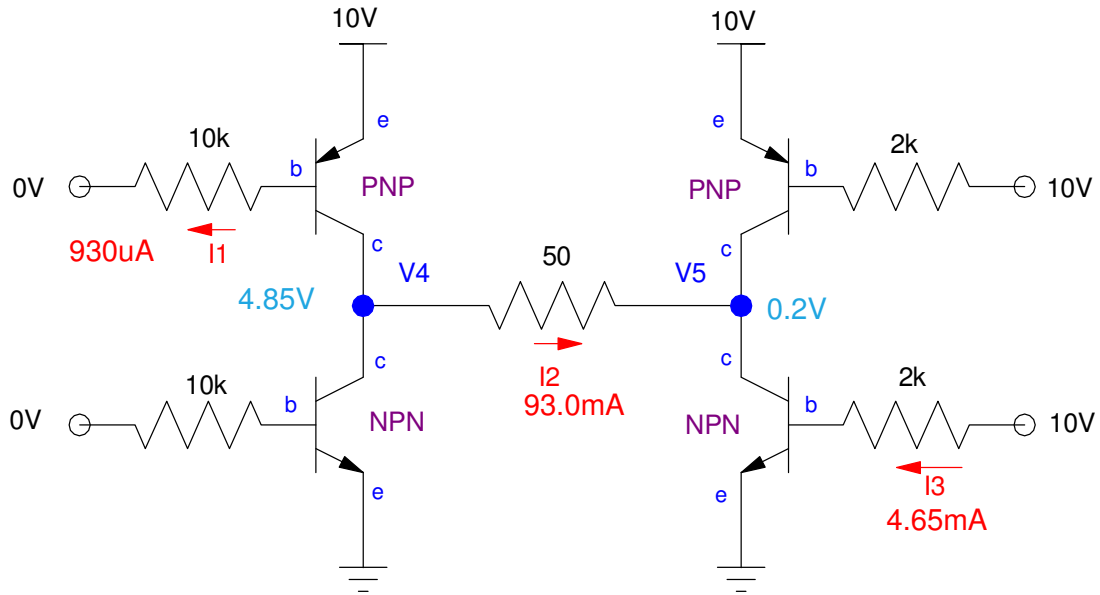 10V
10V
e
e
10k
2k
b
b
0V
PNP
PNP
10V
930uA
I1
c
c
50
V4
V5
4.85V
0.2V
c
c
I2
10k
2k
93.0mA
b
b
0V
NPN
NPN
10V
I3
e
e
4.65mA